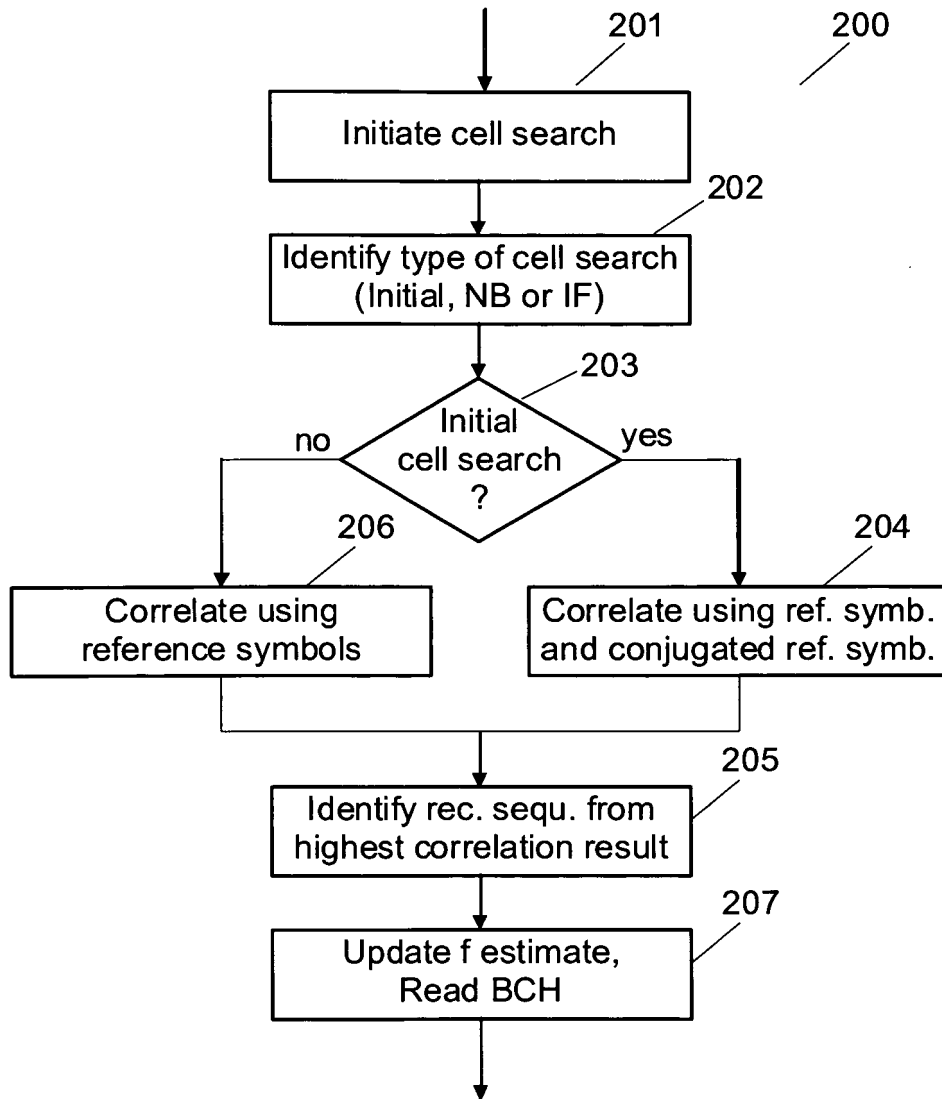 201
200
Initiate cell search
202
Identify type of cell search
(Initial, NB or IF)
203
Initial
cell search
?
no
yes
206
204
Correlate using
reference symbols
Correlate using ref. symb.
and conjugated ref. symb.
205
Identify rec. sequ. from
highest correlation result
207
Update f estimate,
Read BCH